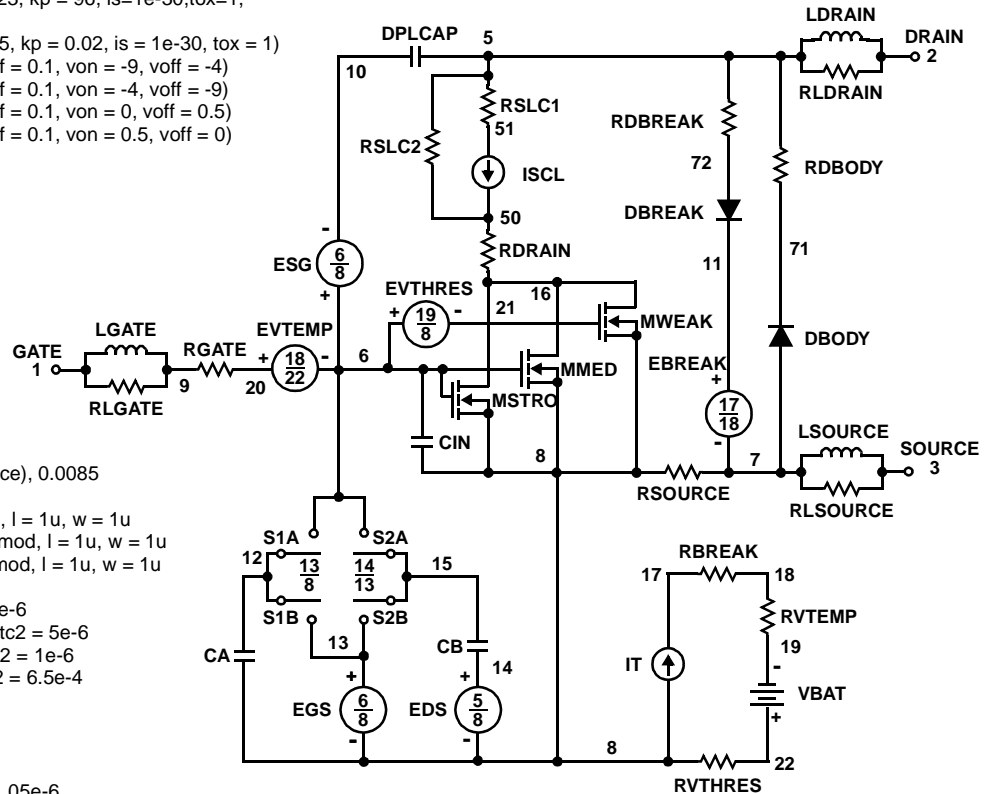 25, kp = 96, is=1e-30,tox=1,
5, kp = 0.02, is = 1e-30, tox = 1)
f = 0.1, von = -9, voff = -4)
f = 0.1, von = -4, voff = -9)
f = 0.1, von = 0, voff = 0.5)
f = 0.1, von = 0.5, voff = 0)
ce), 0.0085
, l = 1u, w = 1u
mod, l = 1u, w = 1u
mod, l = 1u, w = 1u
e-6
tc2 = 5e-6
2 = 1e-6
2 = 6.5e-4
.05e-6
LDRAIN
DPLCAP
5
DRAIN
2
10
RLDRAIN
RSLC1
51
RDBREAK
RSLC2
72
RDBODY
ISCL
DBREAK
50
71
RDRAIN
6
8
ESG
11
-
+
EVTHRES
16
21
+
19
8
-
MWEAK
LGATE
EVTEMP
DBODY
GATE
1
RGATE
+
18
22
-
6
MMED
EBREAK
+
9
20
MSTRO
17
18
RLGATE
-
CIN
LSOURCE
8
SOURCE
3
7
RSOURCE
RLSOURCE
S1A
S2A
12
13
8
14
13
15
RBREAK
17
18
S1B
S2B
RVTEMP
13
CB
19
CA
14
IT
-
+
+
VBAT
6
8
5
8
EGS
EDS
+
-
-
8
22
RVTHRES